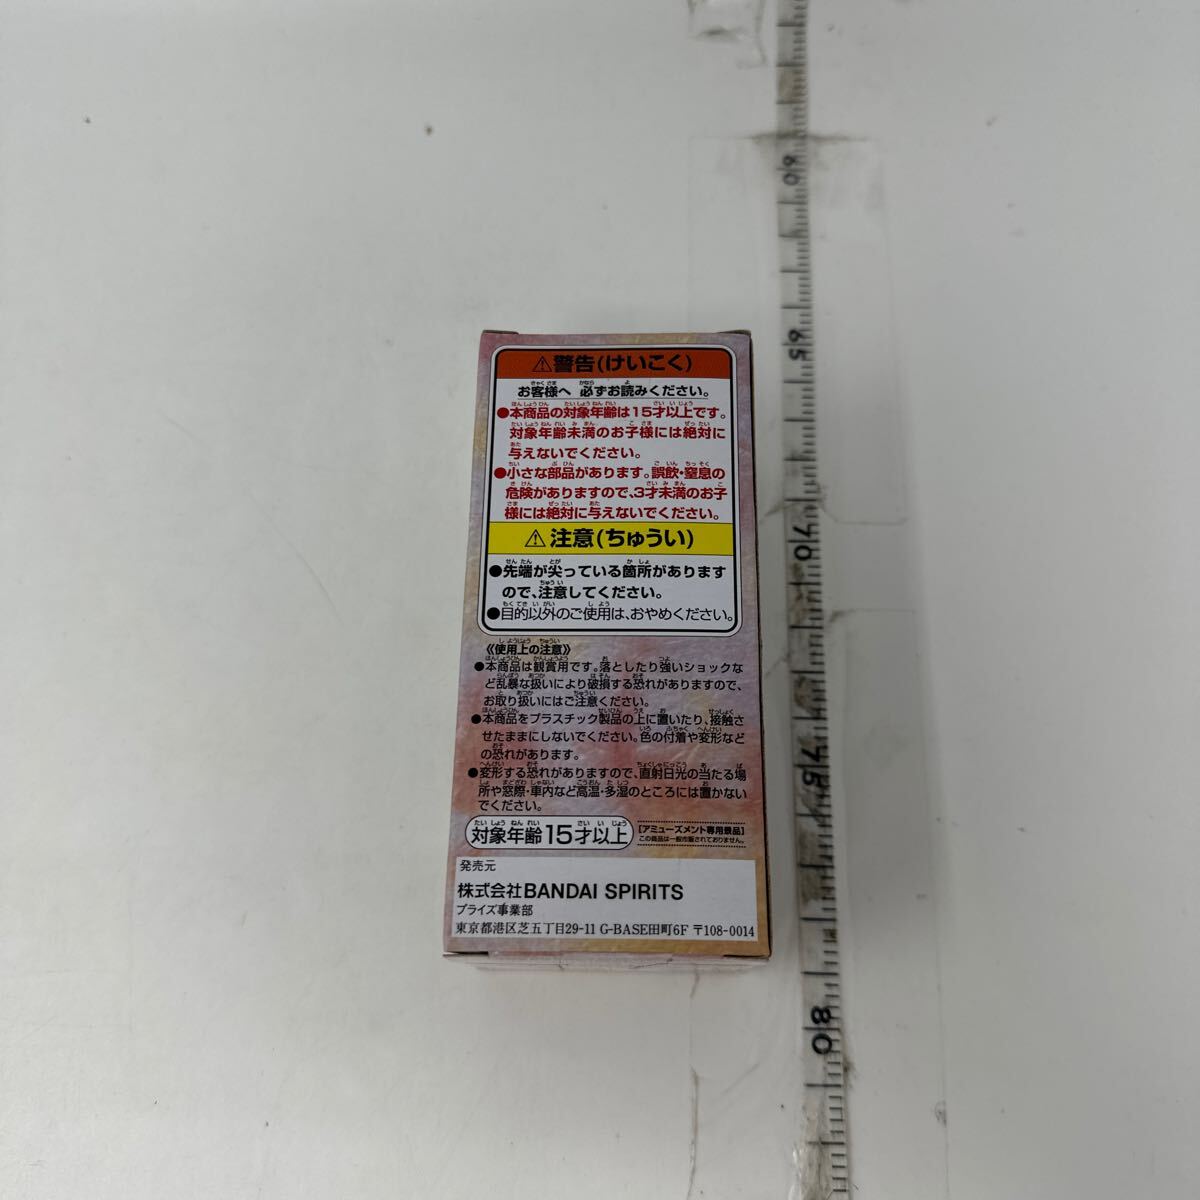 ⚠警告(けいこく)
お客様へ 必ずお読みください。
●本商品の対象年齢は15才以上です。
対象年齢未満のお子様には絶対に
与えないでください。
●小さな部品があります。誤飲・窒息の
危険がありますので、3才未満のお子
様には絶対に与えないでください。
⚠注意(ちゅうい)
●先端が尖っている箇所があります
ので、注意してください。
●目的以外のご使用は、おやめください。
《使用上の注意》
●本商品は観賞用です。落としたり強いショックな
ど乱暴な扱いにより破損する恐れがありますので、
お取り扱いにはご注意ください。
●本商品をプラスチック製品の上に置いたり、接触さ
せたままにしないでください。色の付着や変形など
の恐れがあります。
●変形する恐れがありますので、直射日光の当たる場
所や窓際・車内など高温・多湿のところには置かない
でください。
対象年齢15才以上
【アミューズメント専用景品】
この商品は一般市販されておりません。
発売元
株式会社BANDAI SPIRITS
プライズ事業部
東京都港区芝五丁目29-11 G-BASE田町6F 〒108-0014
60
65
70
75
80